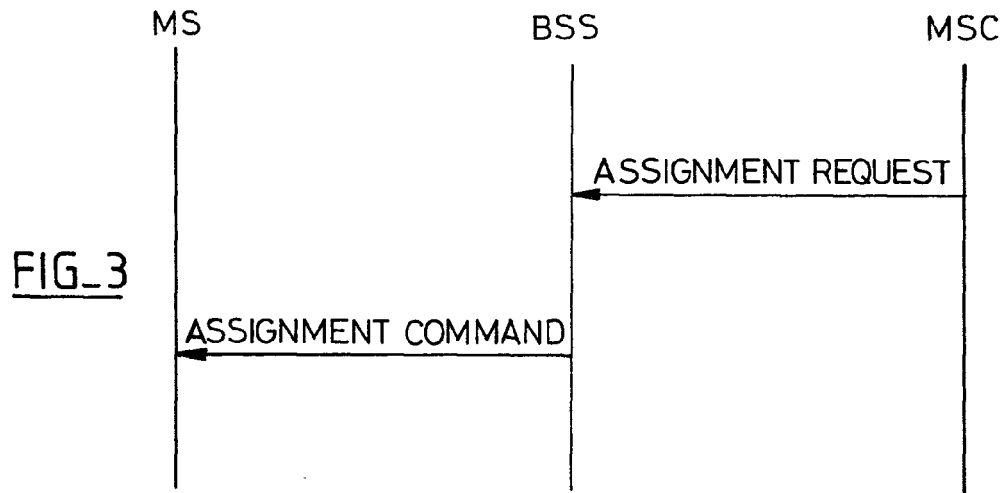 MS BSS MSC
ASSIGNMENT REQUEST
FIG_3
ASSIGNMENT COMMAND